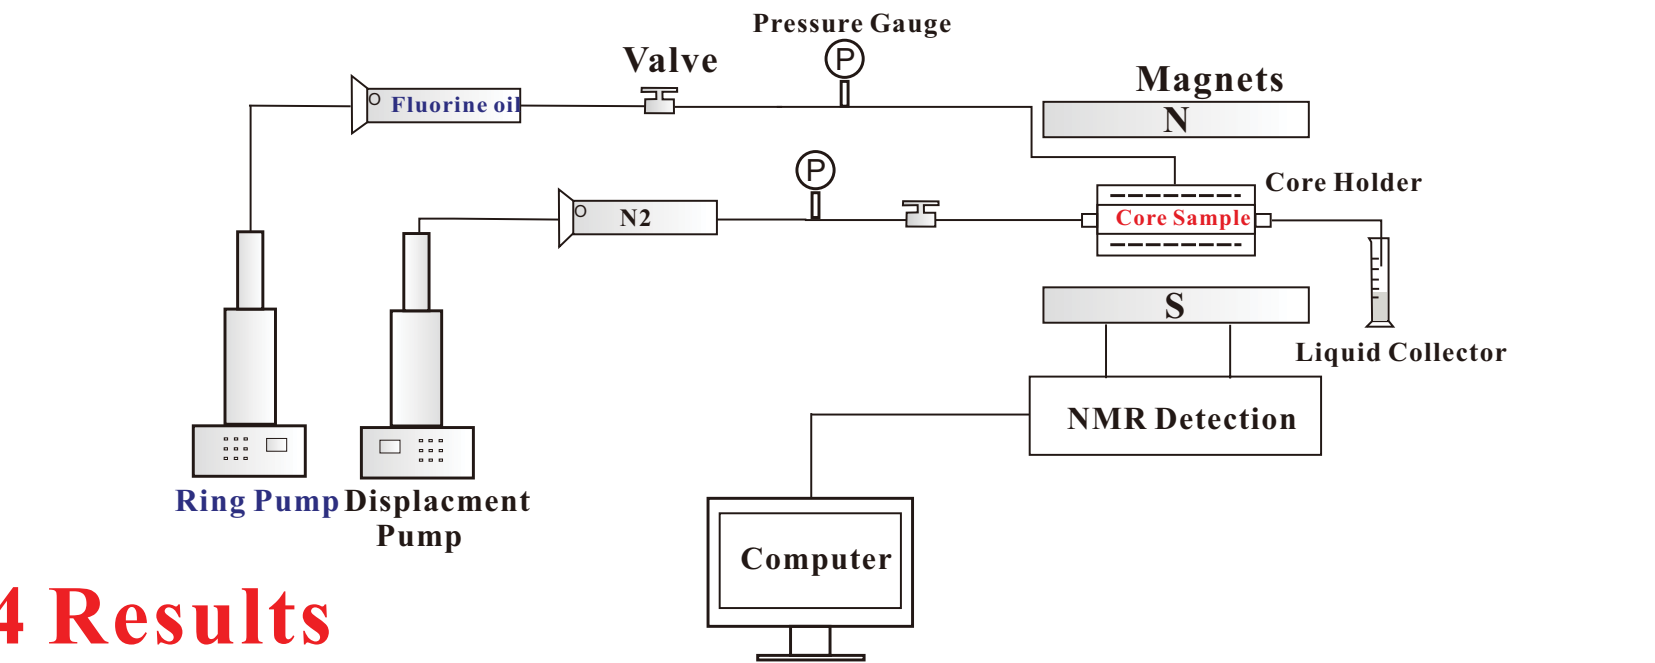 Pressure Gauge
Valve
P
Magnets
Fluorine oil
N
P
Core Holder
N2
Core Sample
S
Liquid Collector
NMR Detection
Ring Pump
Displacment
Pump
Computer
4 Results